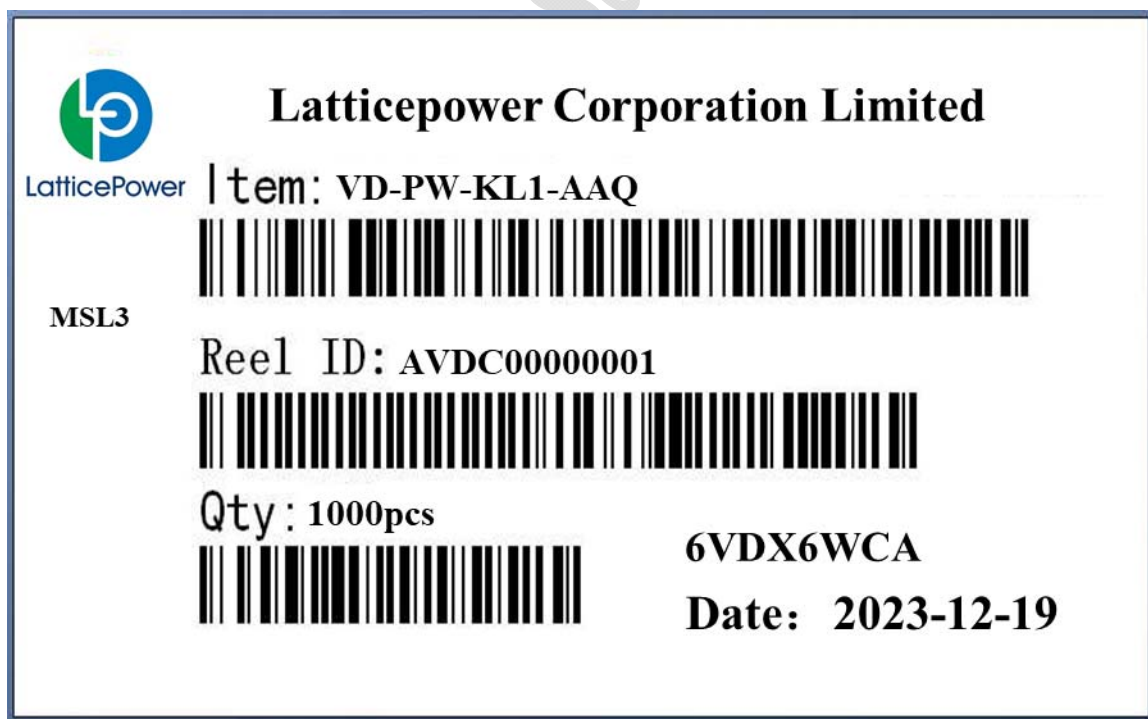 Latticepower Corporation Limited
LatticePower
Item: VD-PW-KL1-AAQ
MSL3
Reel ID: AVDC00000001
Qty: 1000pcs
6VDX6WCA
Date：2023-12-19